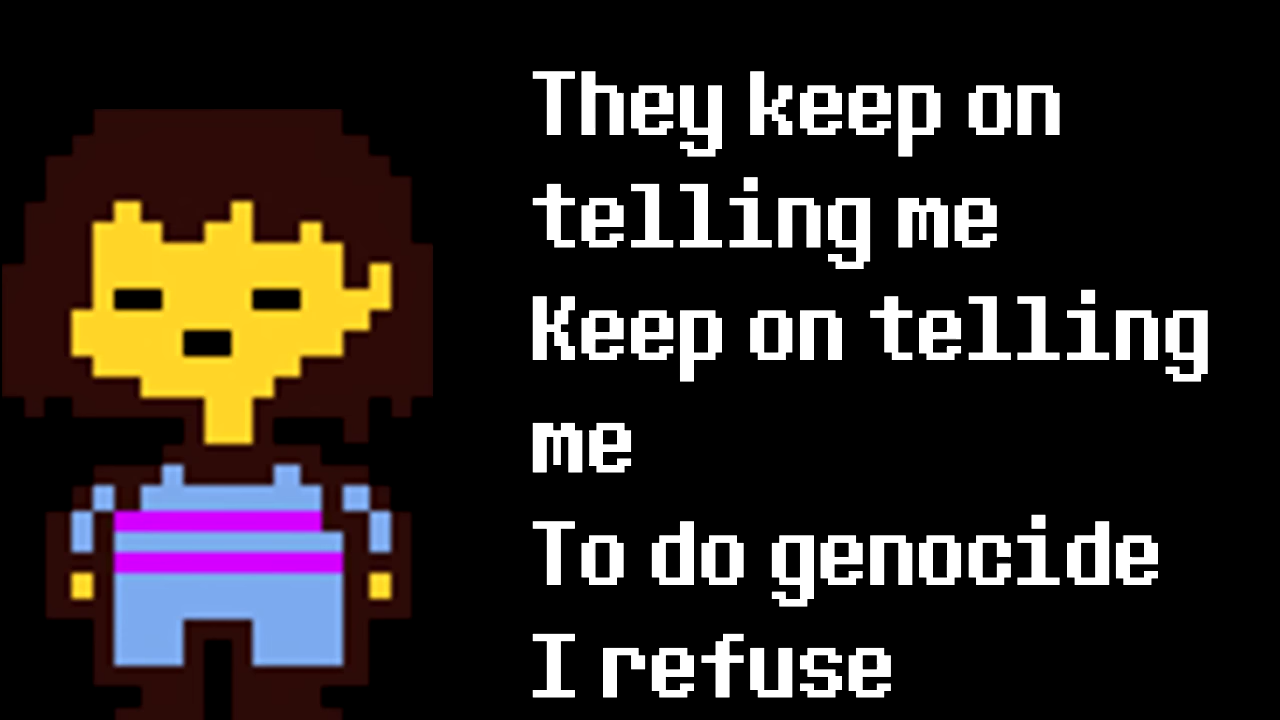 They keep on
telling me
Keep on telling
me
To do genocide
I refuse